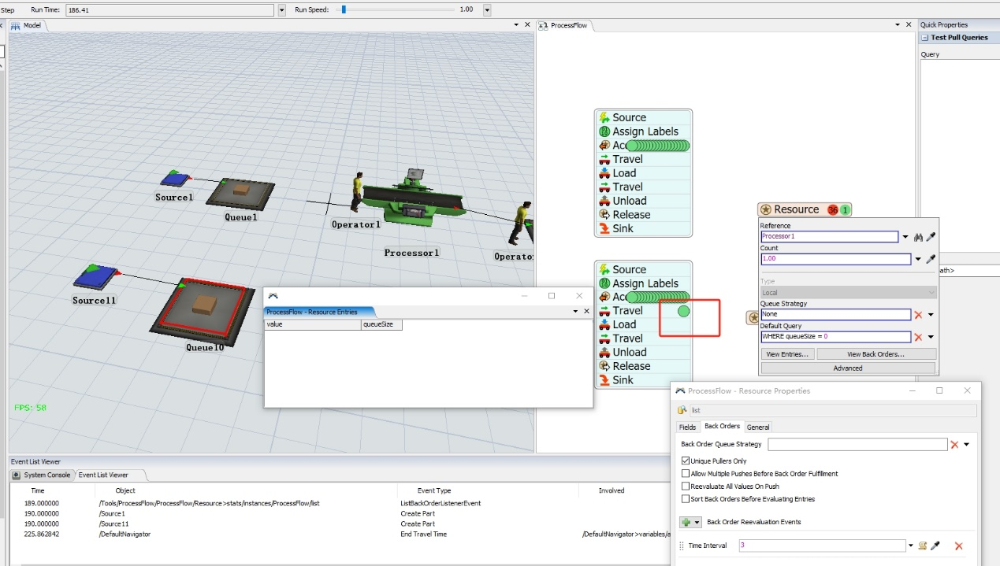 Step Run Time: 186.41 Run Speed: 1.00
Model
ProcessFlow
Quick Properties
Test Pull Queries
Query
Source1
Queue1
Operator1
Processor1
Source11
Queue10
FPS: 58
Source
Assign Labels
Travel
Load
Travel
Unload
Release
Sink
Source
Assign Labels
Travel
Load
Travel
Unload
Release
Sink
Resource 36 1
Reference
Processor1
Count
1.00
Type
Local
Queue Strategy
None
Default Query
WHERE queueSize = 0
View Entries... View Back Orders...
Advanced
ProcessFlow - Resource Entries
value queueSize
ProcessFlow - Resource Properties
list
Fields Back Orders General
Back Order Queue Strategy
Unique Pullers Only
Allow Multiple Pushes Before Back Order Fulfillment
Reevaluate All Values On Push
Sort Back Orders Before Evaluating Entries
Back Order Reevaluation Events
Time Interval 3
Event List Viewer
System Console Event List Viewer
Time Object Event Type Involved
189.000000 /Tools/ProcessFlow/ProcessFlow/Resource>stats/instances/ProcessFlow/list ListBackOrderListenerEvent
190.000000 /Source1 Create Part
190.000000 /Source11 Create Part
225.862842 /DefaultNavigator End Travel Time /DefaultNavigator>variables/a